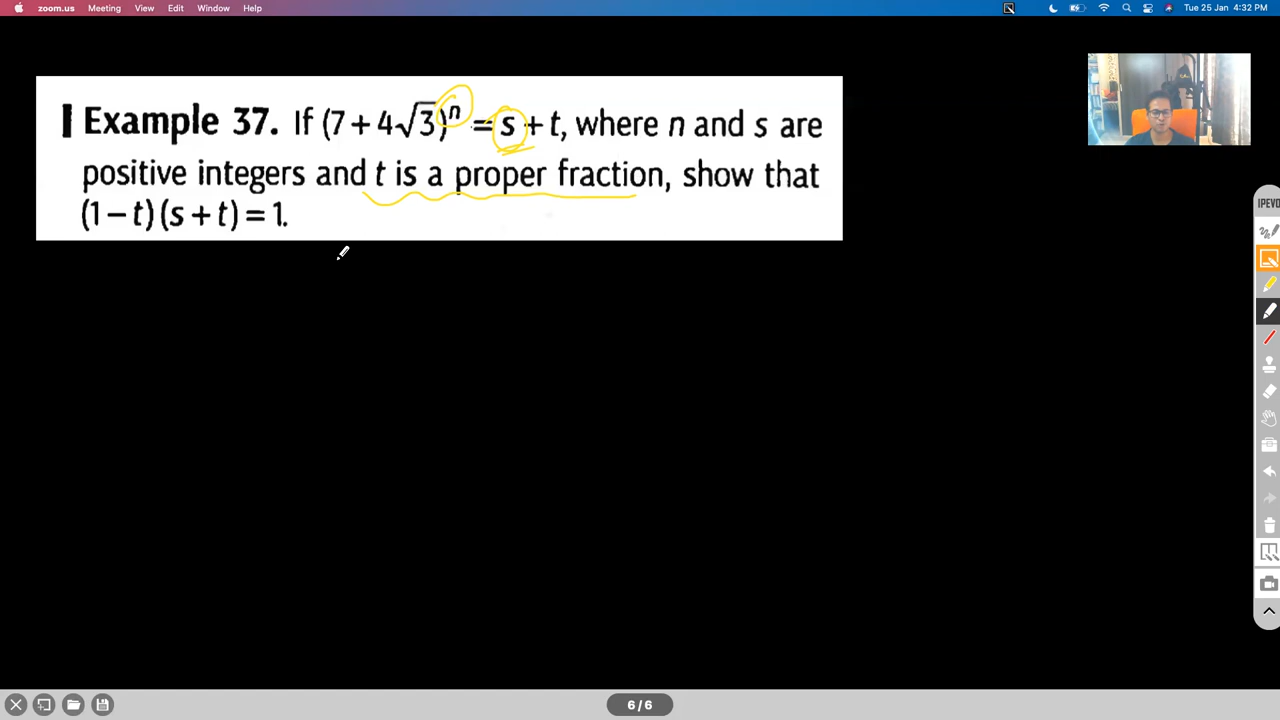 zoom.us Meeting View Edit Window Help Tue 25 Jan 4:32 PM
Example 37. If (7 + 4√3)ⁿ = s + t, where n and s are
positive integers and t is a proper fraction, show that
(1 − t)(s + t) = 1.
IPEVO
6 / 6